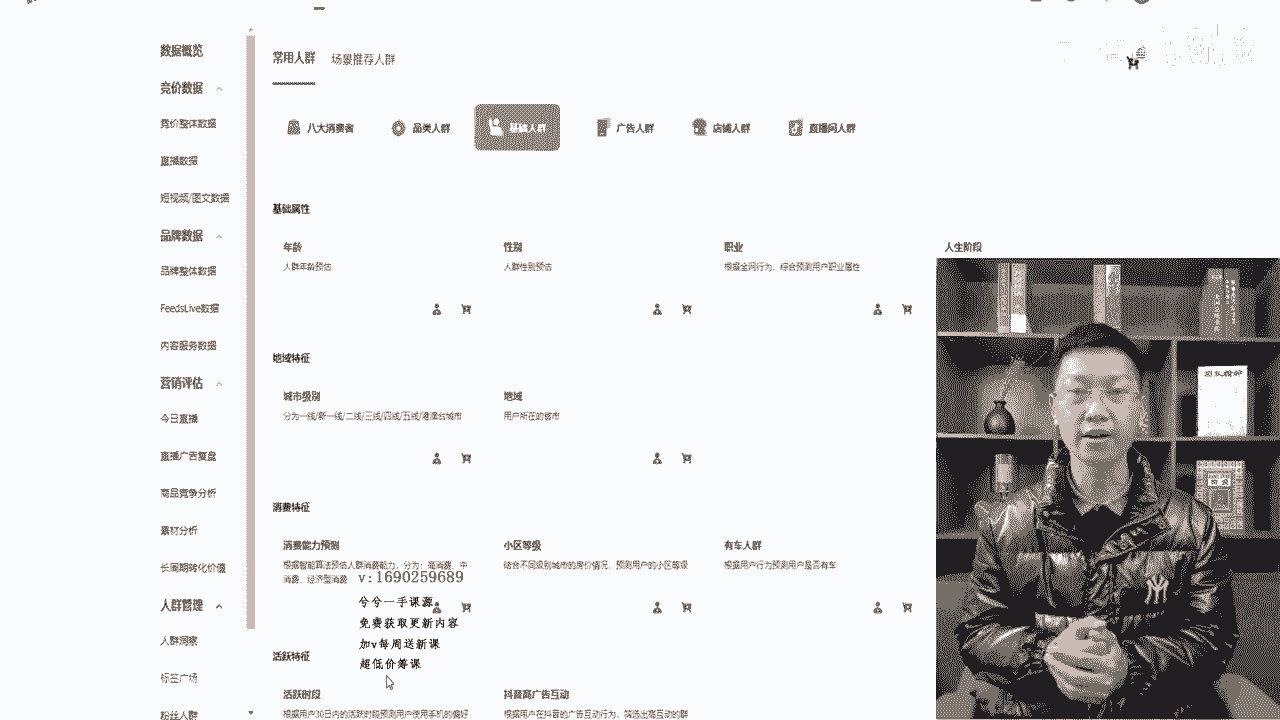 数据概览
竞价数据
竞价整体数据
直播数据
短视频/图文数据
品牌数据
品牌整体数据
FeedsLive数据
内容服务数据
营销评估
今日直播
直播广告复盘
商品竞争分析
素材分析
长周期转化价值
人群管理
人群洞察
标签广场
粉丝人群
常用人群
场景推荐人群
八大消费者
品类人群
人群
广告人群
店铺人群
直播间人群
基础属性
年龄
人群年龄预估
性别
人群性别预估
职业
根据全网行为，综合预测用户职业属性
人生阶段
地域特征
城市级别
分为一线/新一线/二线/三线/四线/五线/港澳台城市
地域
用户所在的省市
消费特征
消费能力预测
根据智能算法预估人群消费能力，分为：高消费、中
消费、经济型消费
小区等级
结合不同级别城市的房价情况，预测用户的小区等级
有车人群
根据用户行为预测用户是否有车
v:1690259689
兮兮一手课源
免费获取更新内容
加v每周送新课
超低价筹课
活跃特征
活跃时段
根据用户30日内的活跃时段预测用户使用手机的偏好
抖音商广告互动
根据用户在抖音的广告互动行为，筛选出高互动的群